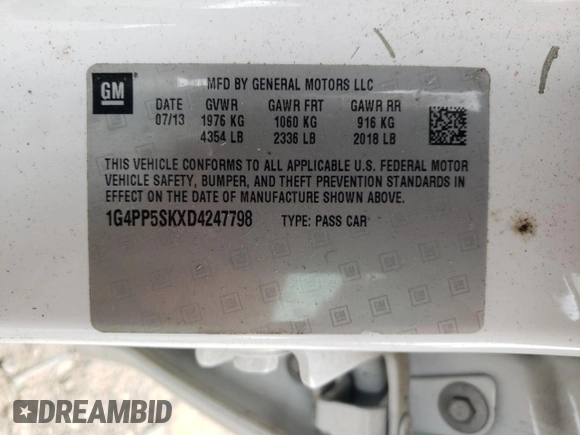 GM
MFD BY GENERAL MOTORS LLC
DATE GVWR GAWR FRT GAWR RR
07/13 1976 KG 1060 KG 916 KG
4354 LB 2336 LB 2018 LB
THIS VEHICLE CONFORMS TO ALL APPLICABLE U.S. FEDERAL MOTOR
VEHICLE SAFETY, BUMPER, AND THEFT PREVENTION STANDARDS IN
EFFECT ON THE DATE OF MANUFACTURE SHOWN ABOVE.
1G4PP5SKXD4247798 TYPE: PASS CAR
DREAMBID